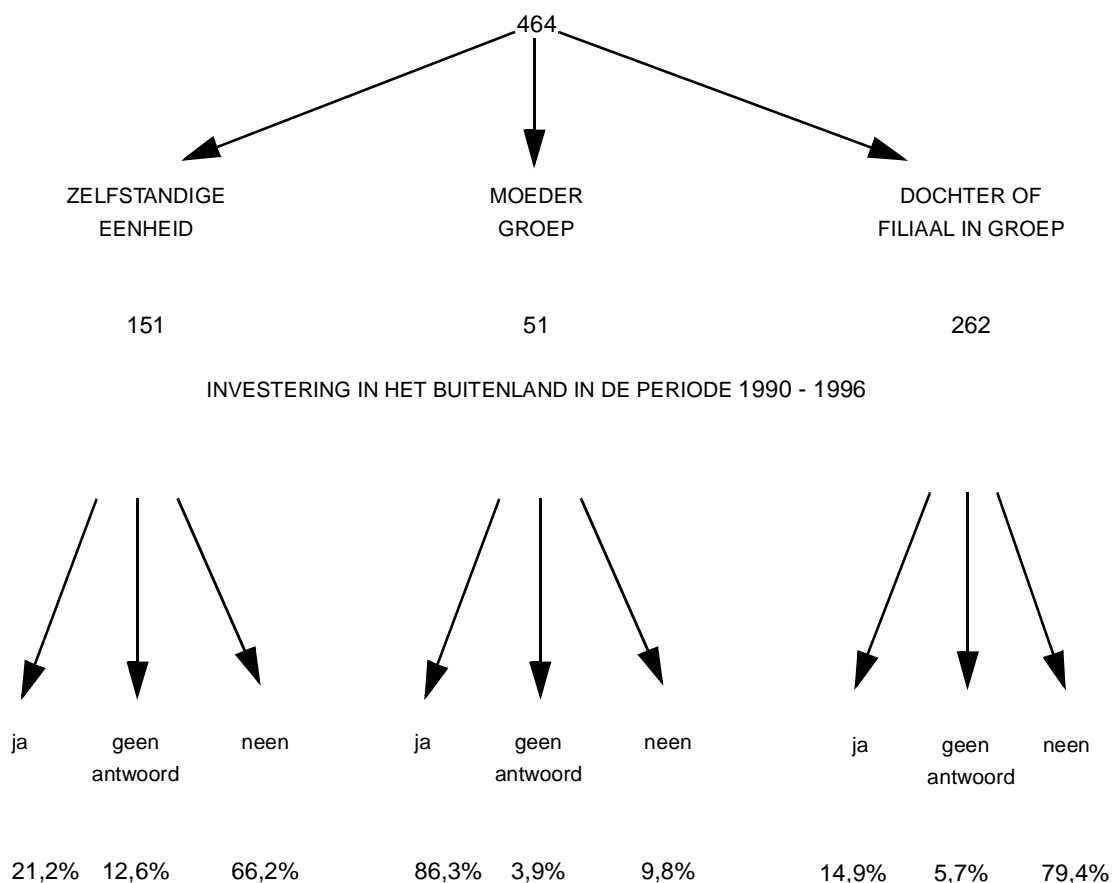 464
ZELFSTANDIGE
EENHEID
MOEDER
GROEP
DOCHTER OF
FILIAAL IN GROEP
151
51
262
INVESTERING IN HET BUITENLAND IN DE PERIODE 1990 - 1996
ja
geen
antwoord
neen
ja
geen
antwoord
neen
ja
geen
antwoord
neen
21,2%
12,6%
66,2%
86,3%
3,9%
9,8%
14,9%
5,7%
79,4%